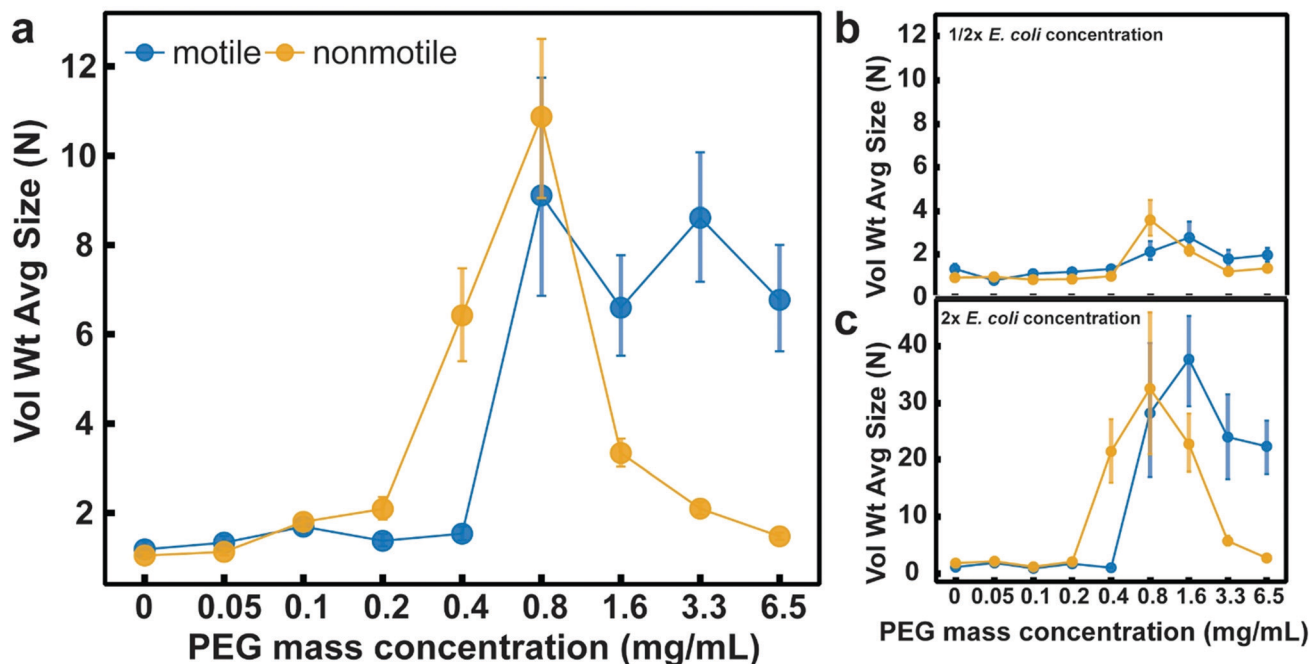 a
motile nonmotile
Vol Wt Avg Size (N)
12
10
8
6
4
2
0 0.05 0.1 0.2 0.4 0.8 1.6 3.3 6.5
PEG mass concentration (mg/mL)
b
1/2x E. coli concentration
Vol Wt Avg Size (N)
12
10
8
6
4
2
0
c
2x E. coli concentration
Vol Wt Avg Size (N)
40
30
20
10
0
0 0.05 0.1 0.2 0.4 0.8 1.6 3.3 6.5
PEG mass concentration (mg/mL)